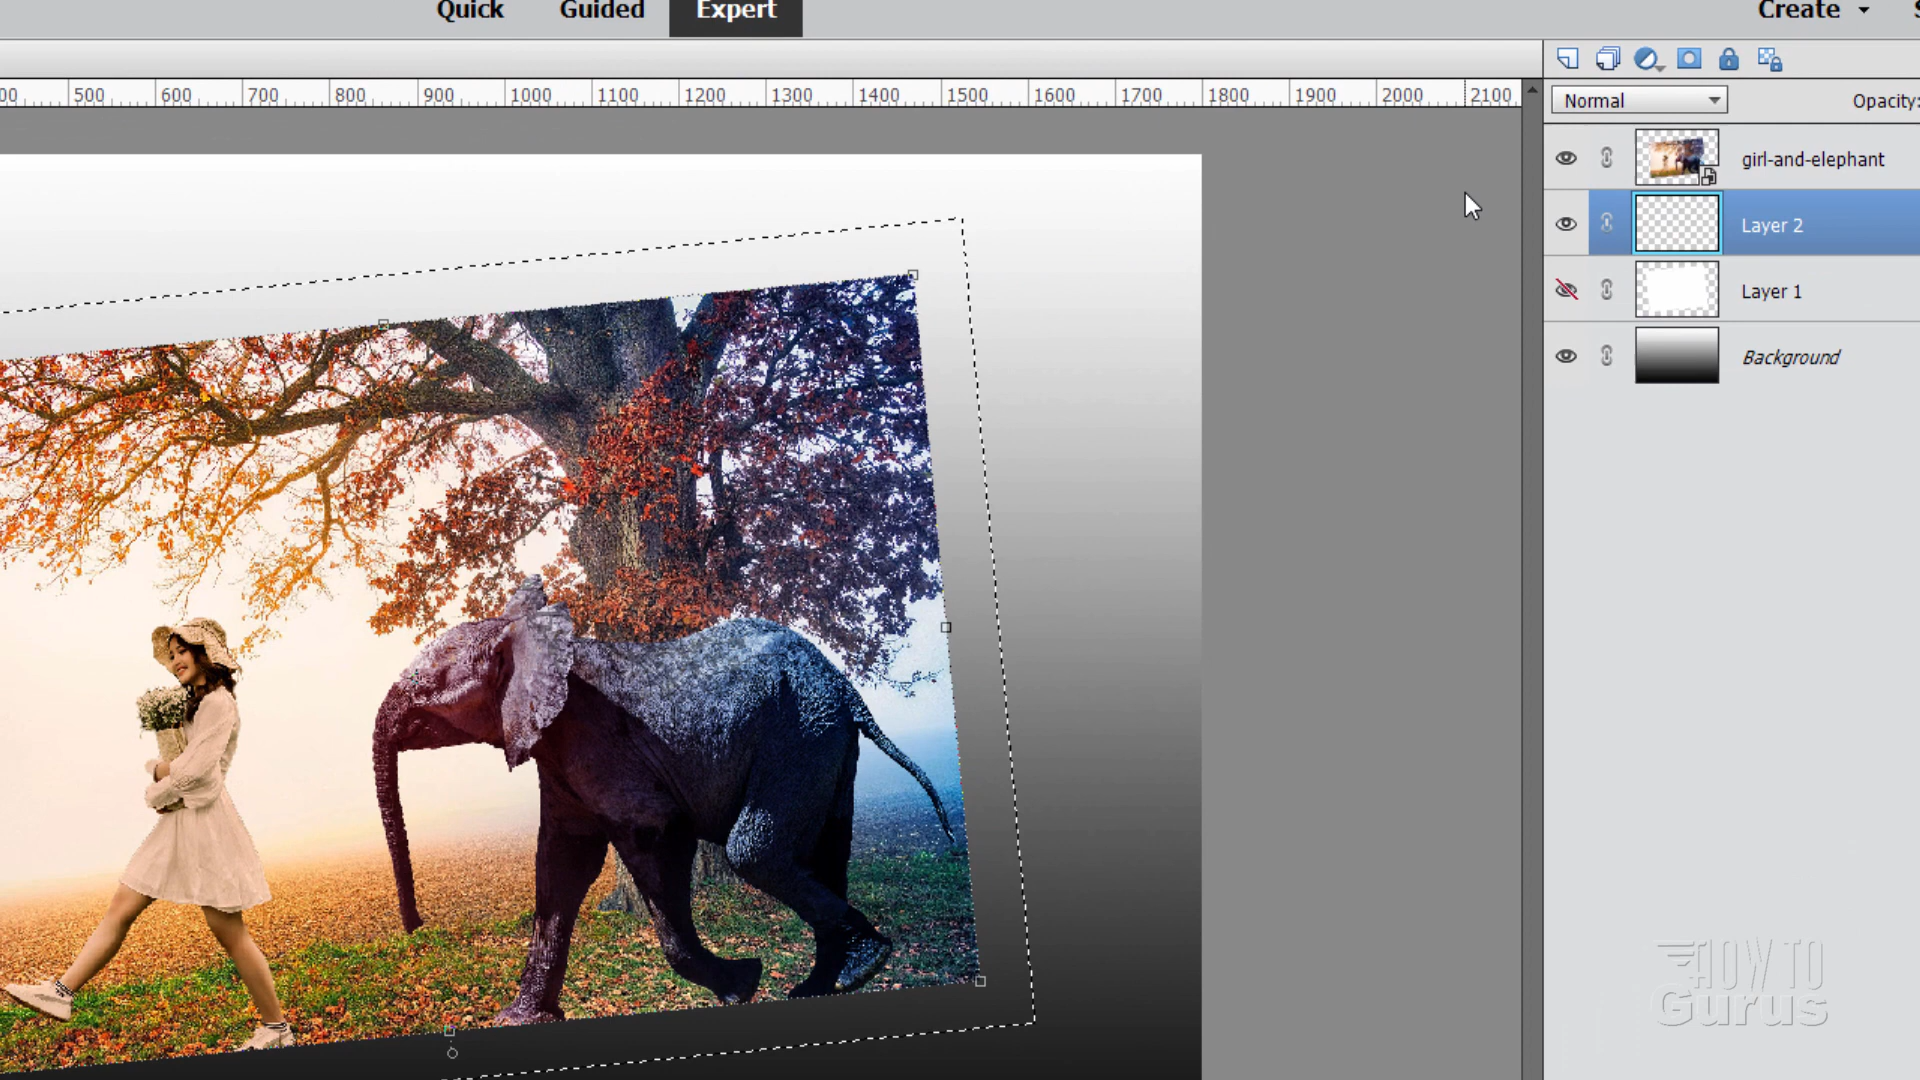 Quick Guided Expert Create
500 600 700 800 900 1000 1100 1200 1300 1400 1500 1600 1700 1800 1900 2000 2100
Normal Opacity:
girl-and-elephant
Layer 2
Layer 1
Background
HOW TO
Gurus